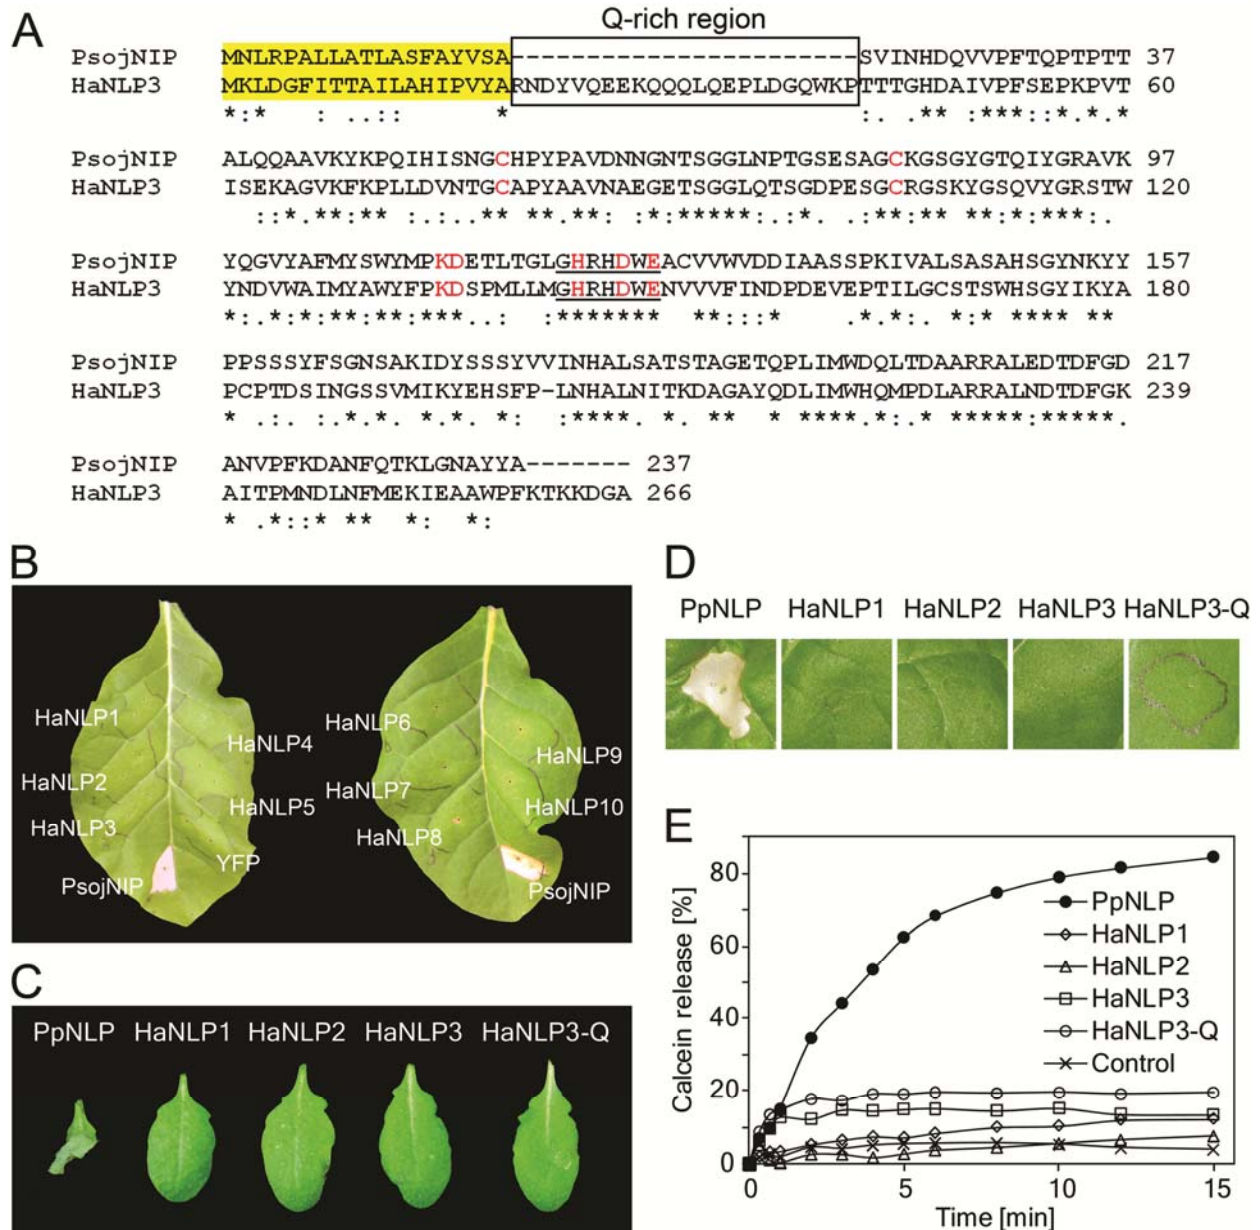 A
Q-rich region
PsojNIP MNLRPALLATLASFAYVSA-----------------------SVINHDQVVPFTQPTPTT 37
HaNLP3 MKLDGFITTAILAHIPVYARNDYVQEEKQQQLQEPLDGQWKPTTTGHDAIVPFSEPKPVT 60
*:* : .:: * :. ** :***::*.*.*
PsojNIP ALQQAAVKYKPQIHISNGCHPYPAVDNNGNTSGGLNPTGSESAGCKGSGYGTQIYGRAVK 97
HaNLP3 ISEKAGVKFKPLLDVNTGCAPYAAVNAEGETSGGLQTSGDPESGCRGSKYGSQVYGRSTW 120
::*.**:** :.:..** **.**: :*:*****:.:*. .:**:** **:*:***:.
PsojNIP YQGVYAFMYSWYMPKDETLTGLGHRHDWEACVVWVDDIAASSPKIVALSASAHSGYNKYY 157
HaNLP3 YNDVWAIMYAWYFPKDSPMLLMGHRHDWENVVVFINDPDEVEPTILGCSTSWHSGYIKYA 180
*:.*:*:**:**:***..: :******* **:::* .*.*:. *:* **** **
PsojNIP PPSSSYFSGNSAKIDYSSSYVVINHALSATSTAGETQPLIMWDQLTDAARRALEDTDFGD 217
HaNLP3 PCPTDSINGSSVMIKYEHSFP-LNHALNITKDAGAYQDLIMWHQMPDLARRALNDTDFGK 239
* .:. :.*.*. *.*. *: :****. *. ** * ****.*:.* *****:*****.
PsojNIP ANVPFKDANFQTKLGNAYYA------- 237
HaNLP3 AITPMNDLNFMEKIEAAWPFKTKKDGA 266
* .*::* ** *: *:
B
HaNLP1
HaNLP2
HaNLP3
PsojNIP
HaNLP4
HaNLP5
YFP
HaNLP6
HaNLP7
HaNLP8
HaNLP9
HaNLP10
PsojNIP
C
PpNLP HaNLP1 HaNLP2 HaNLP3 HaNLP3-Q
D
PpNLP HaNLP1 HaNLP2 HaNLP3 HaNLP3-Q
E
Calcein release [%]
80
60
40
20
0
PpNLP
HaNLP1
HaNLP2
HaNLP3
HaNLP3-Q
Control
0 5 10 15
Time [min]